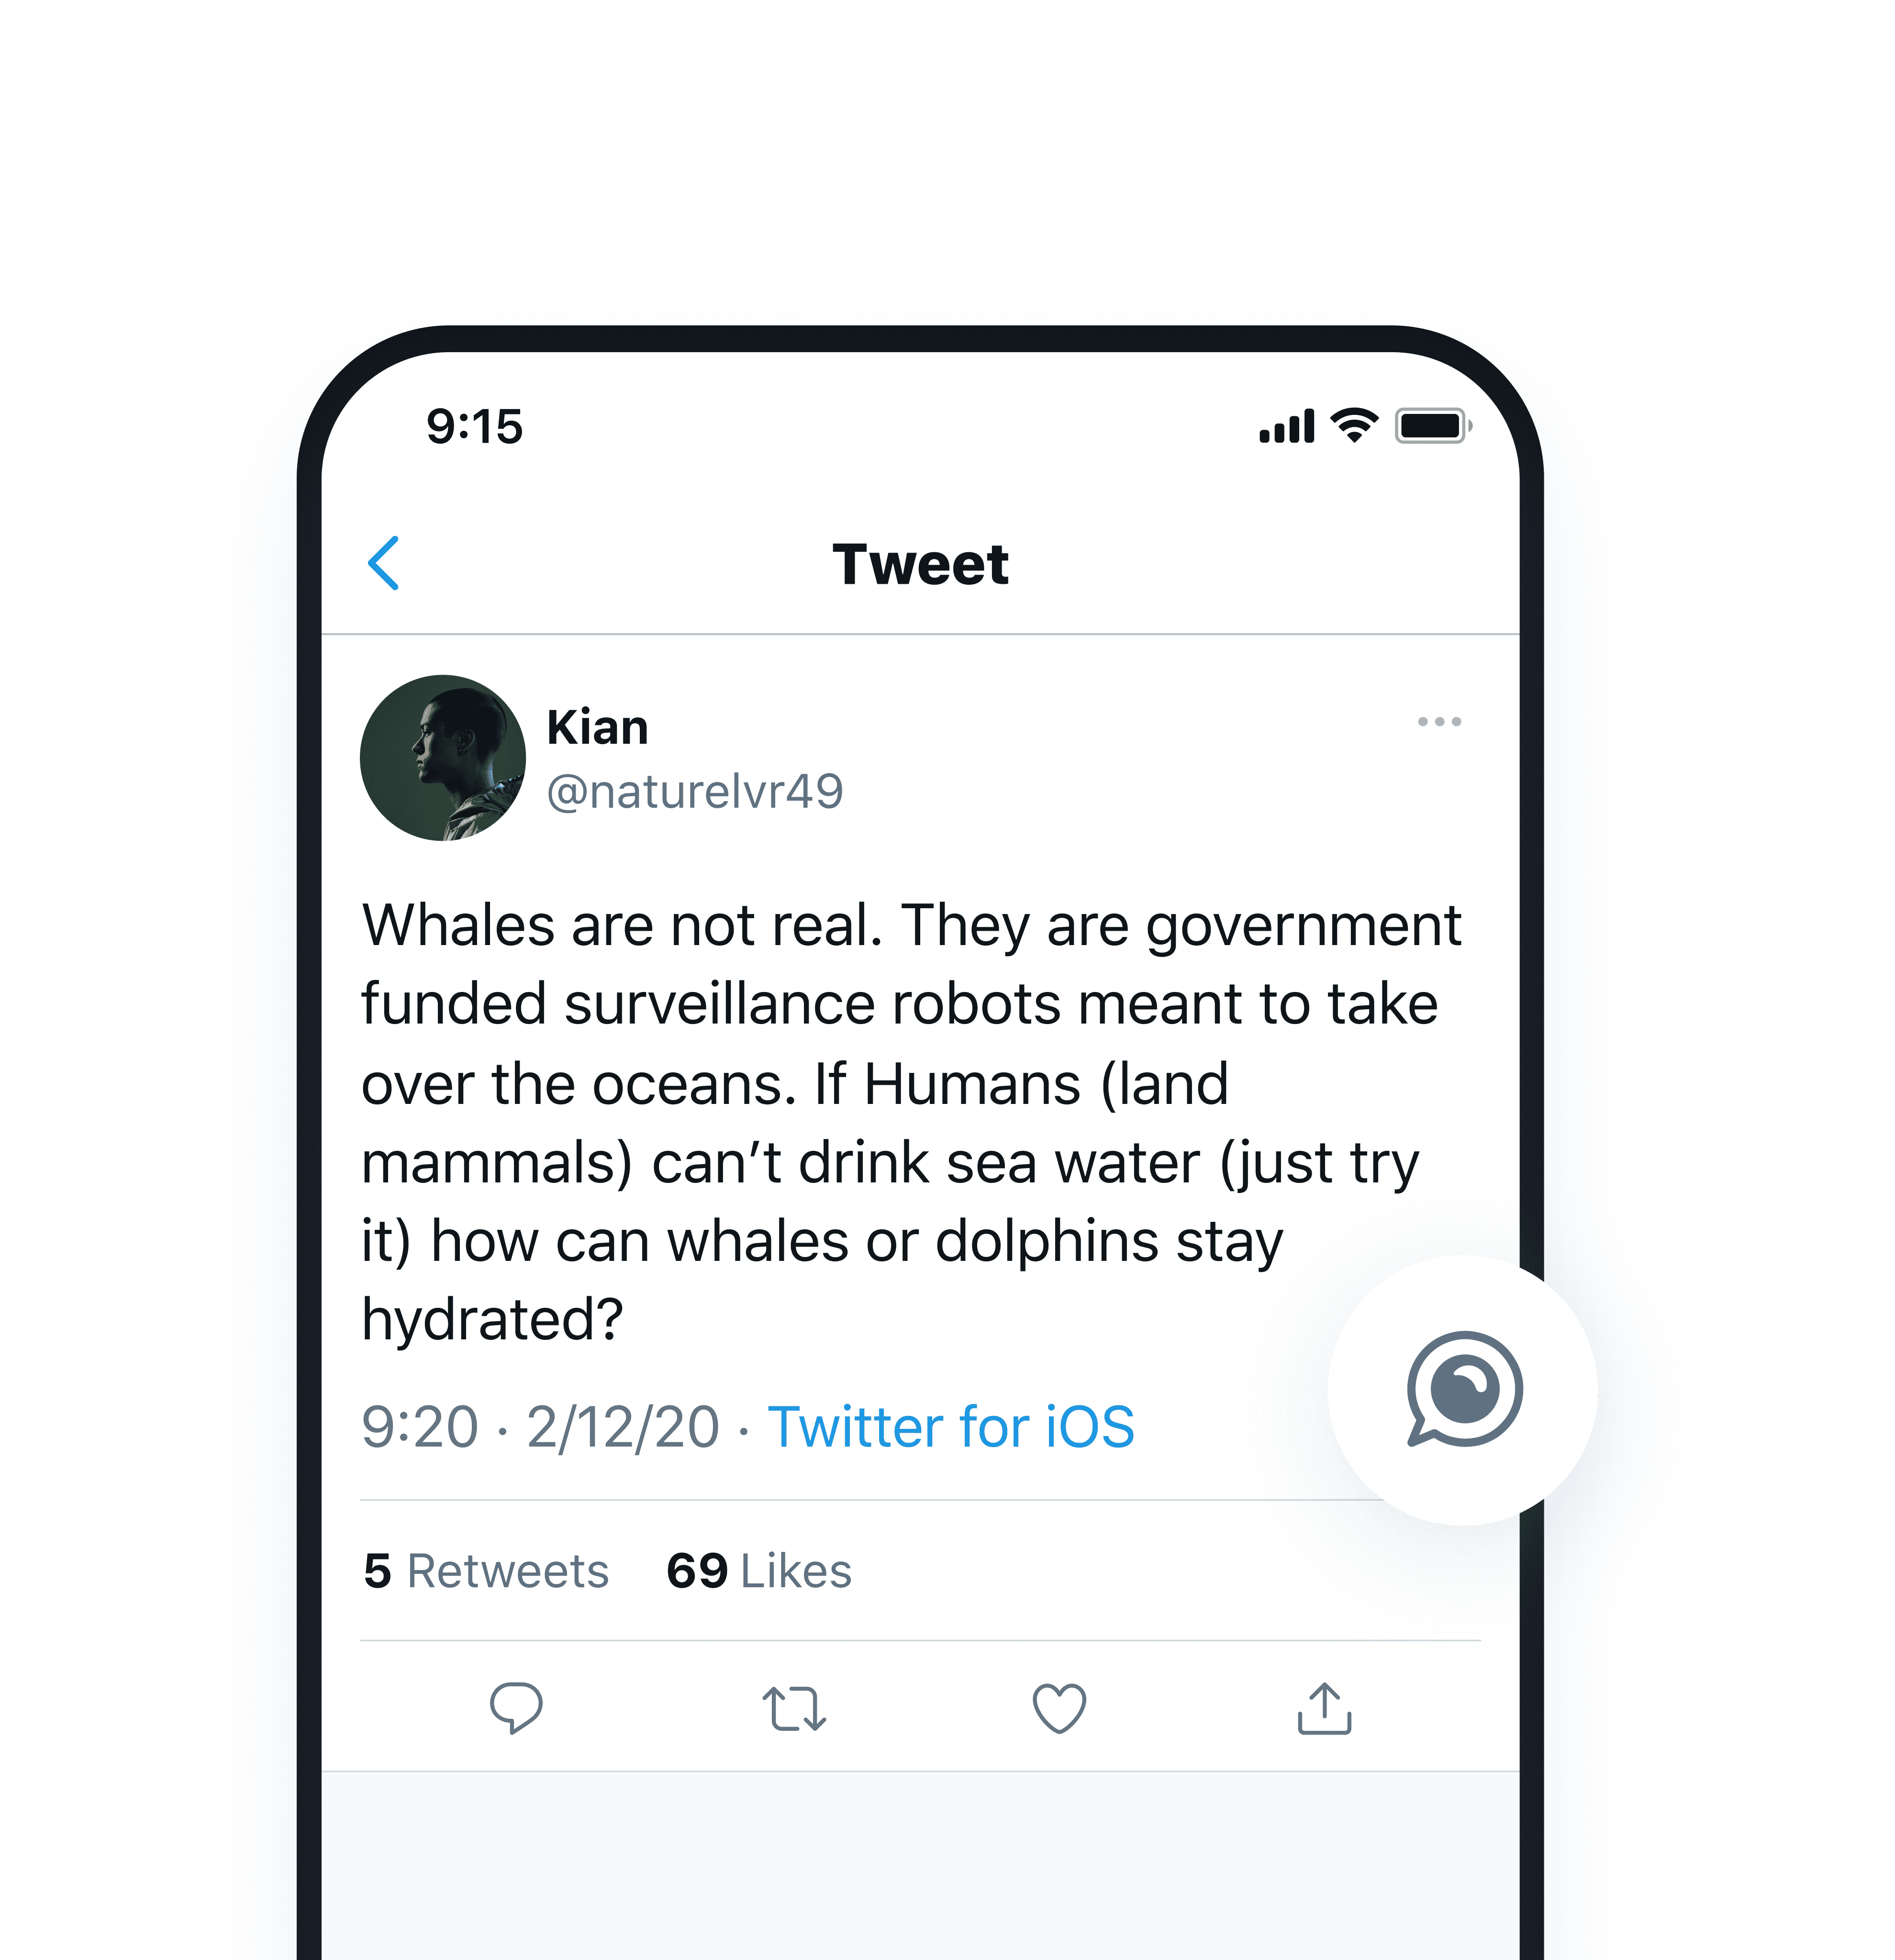 9:15
Tweet
Kian
@naturelvr49
Whales are not real. They are government
funded surveillance robots meant to take
over the oceans. If Humans (land
mammals) can’t drink sea water (just try
it) how can whales or dolphins stay
hydrated?
9:20 · 2/12/20 · Twitter for iOS
5 Retweets 69 Likes